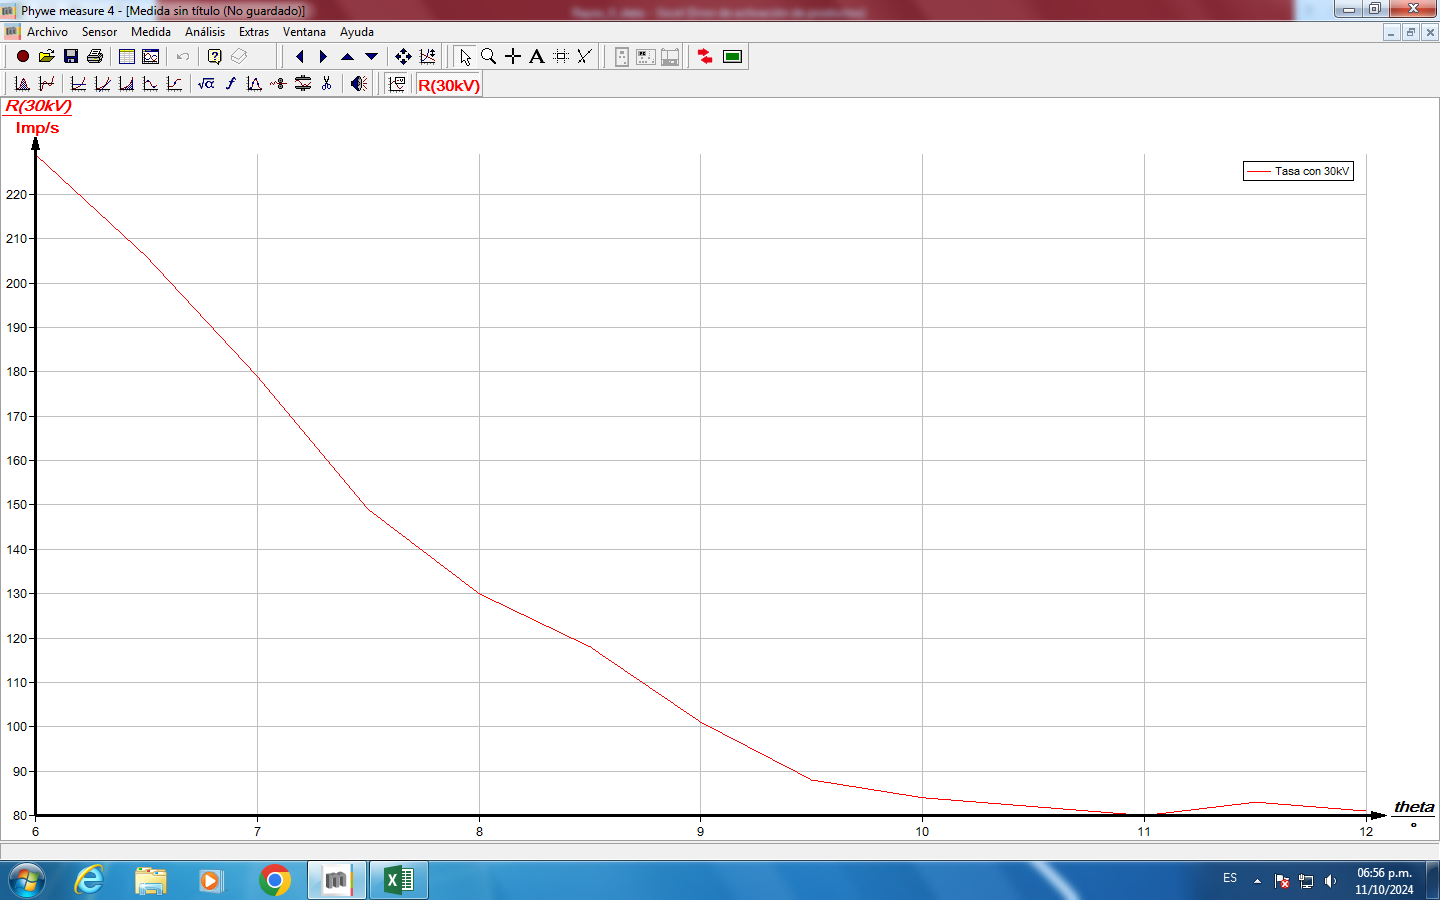 Phywe measure 4 - [Medida sin título (No guardado)]
Archivo Sensor Medida Análisis Extras Ventana Ayuda
R(30kV)
R(30kV)
Imp/s
Tasa con 30kV
220
210
200
190
180
170
160
150
140
130
120
110
100
90
80
theta
°
6 7 8 9 10 11 12
ES
06:56 p.m.
11/10/2024